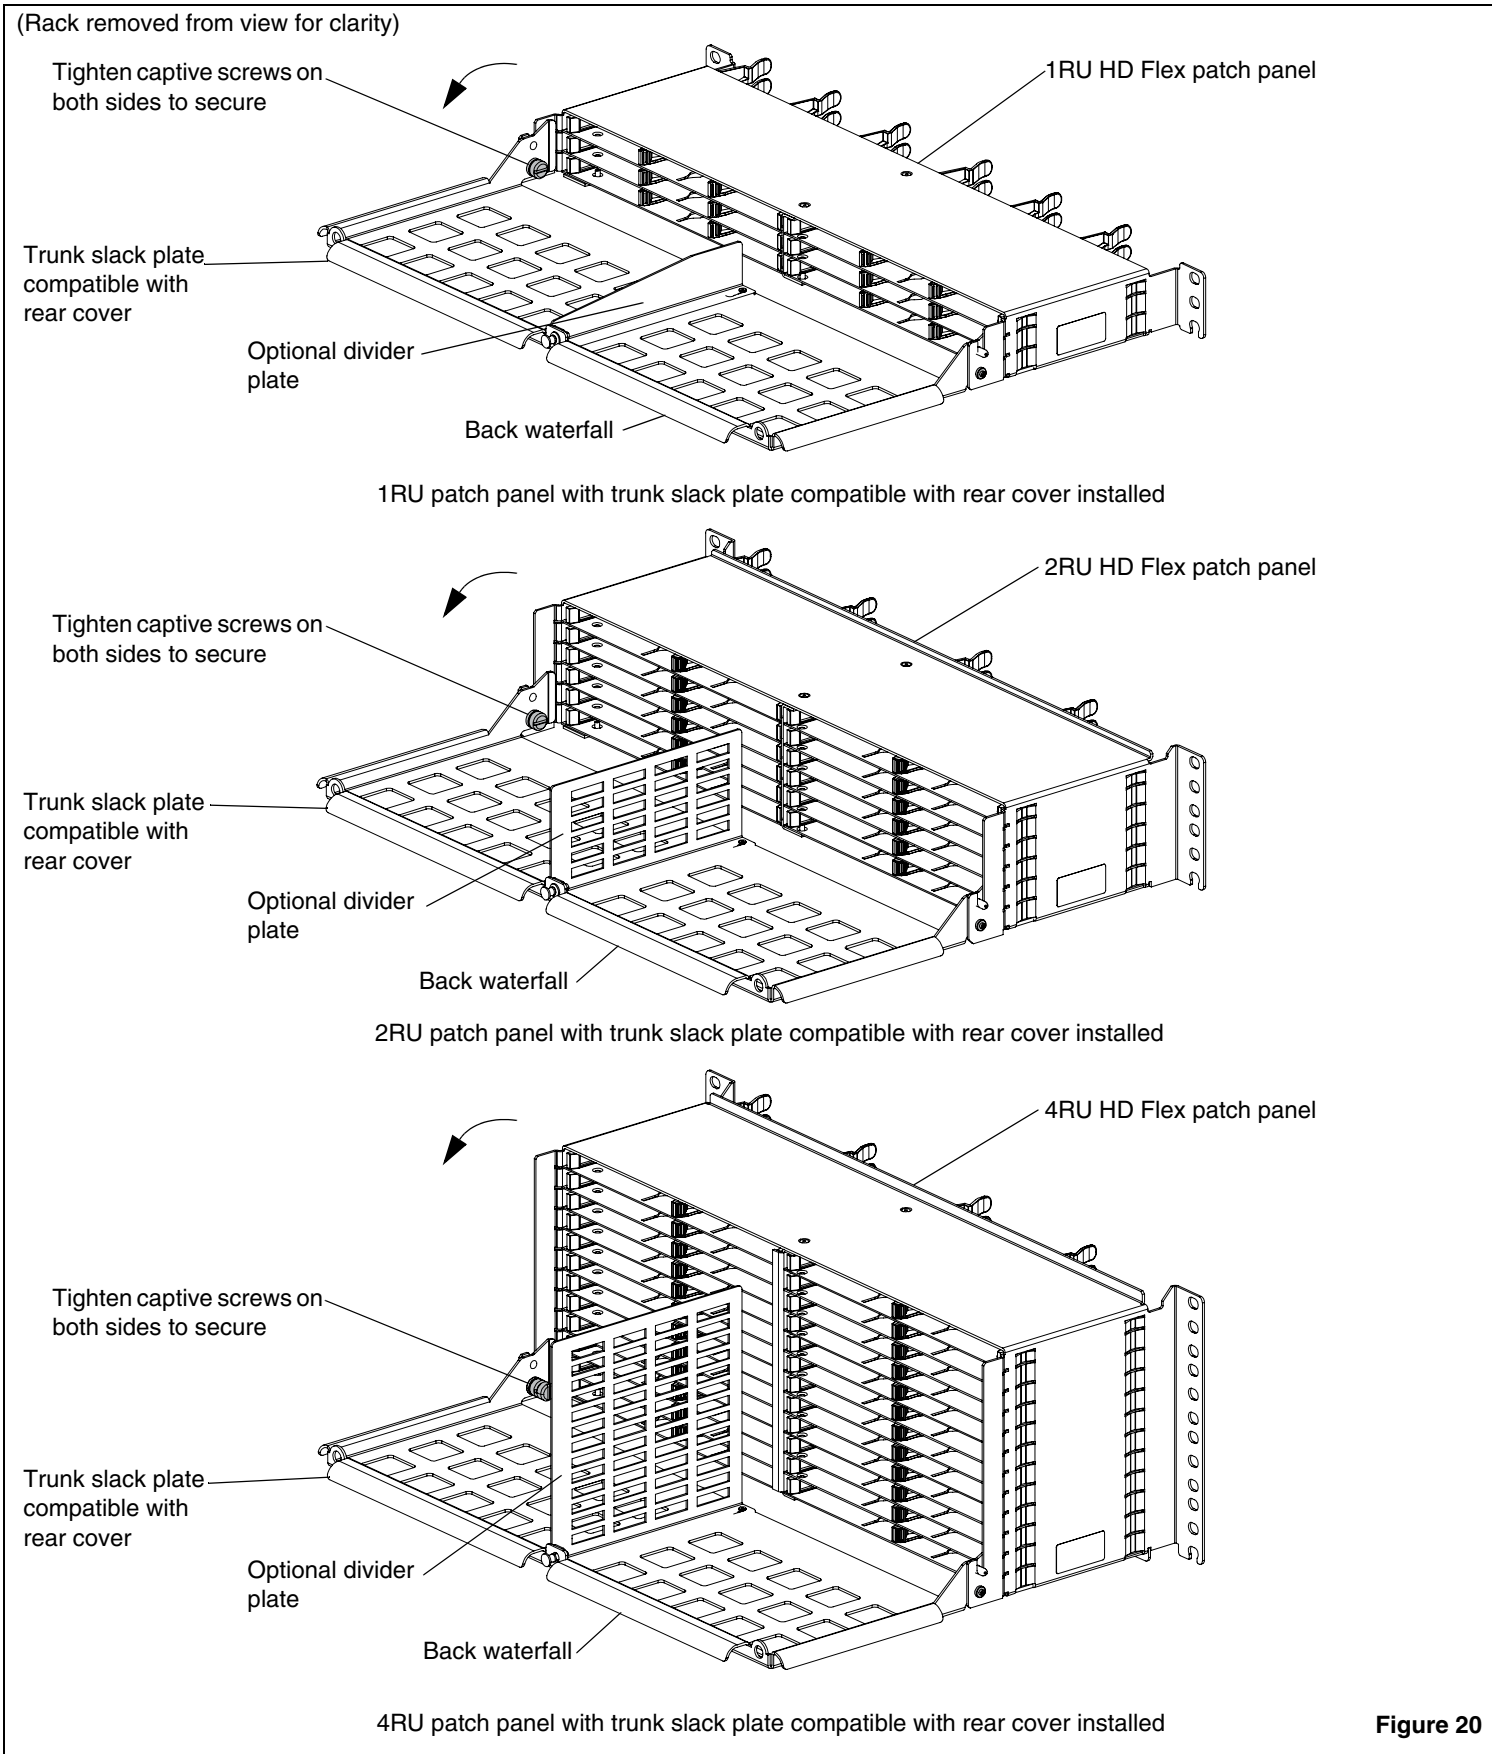 (Rack removed from view for clarity)
Tighten captive screws on
both sides to secure
1RU HD Flex patch panel
Trunk slack plate
compatible with
rear cover
Optional divider
plate
Back waterfall
1RU patch panel with trunk slack plate compatible with rear cover installed
2RU HD Flex patch panel
Tighten captive screws on
both sides to secure
Trunk slack plate
compatible with
rear cover
Optional divider
plate
Back waterfall
2RU patch panel with trunk slack plate compatible with rear cover installed
4RU HD Flex patch panel
Tighten captive screws on
both sides to secure
Trunk slack plate
compatible with
rear cover
Optional divider
plate
Back waterfall
4RU patch panel with trunk slack plate compatible with rear cover installed
Figure 20